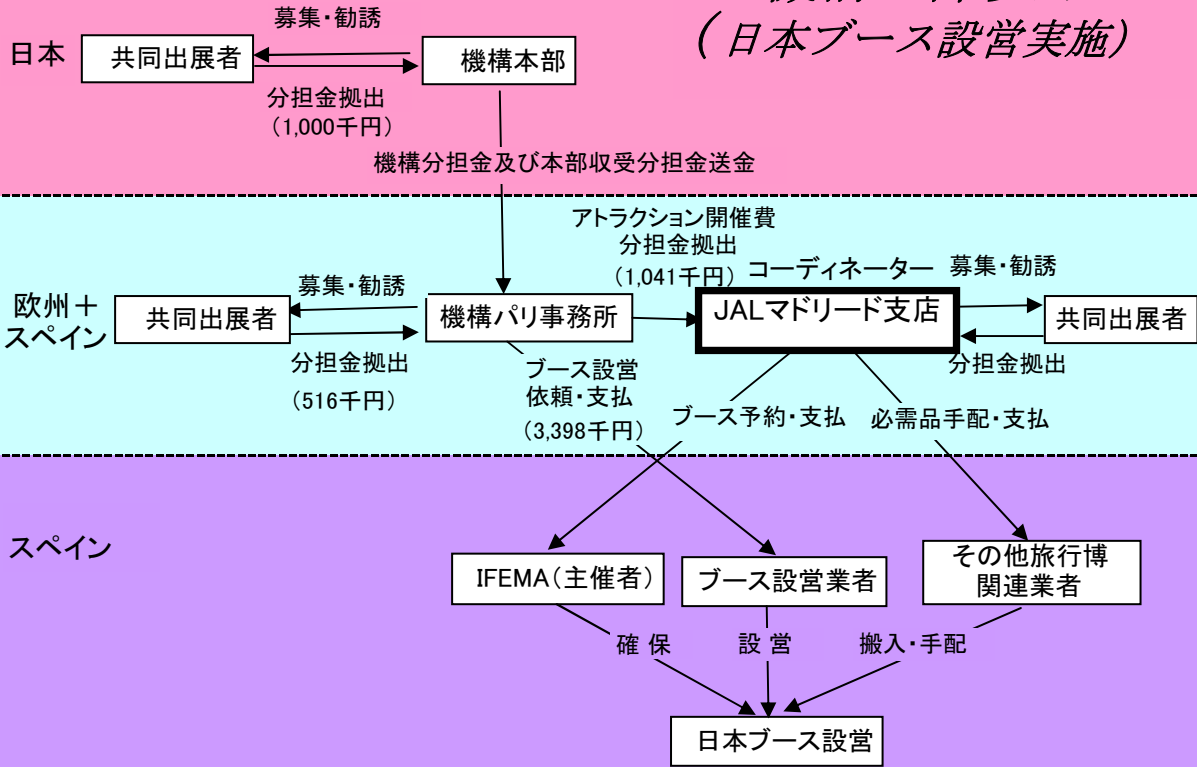 (日本ブース設営実施)
募集・勧誘
日本
共同出展者
機構本部
分担金拠出
(1,000千円)
機構分担金及び本部収受分担金送金
アトラクション開催費
分担金拠出
(1,041千円)
コーディネーター
募集・勧誘
募集・勧誘
欧州+
スペイン
共同出展者
機構パリ事務所
JALマドリード支店
共同出展者
分担金拠出
(516千円)
ブース設営
依頼・支払
(3,398千円)
分担金拠出
ブース予約・支払
必需品手配・支払
スペイン
IFEMA(主催者)
ブース設営業者
その他旅行博
関連業者
確 保
設 営
搬入・手配
日本ブース設営